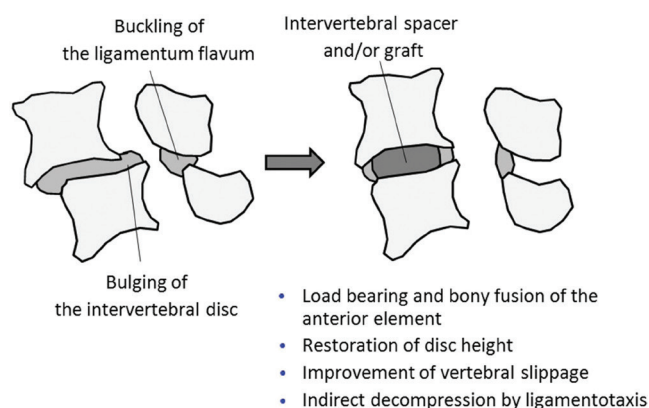 Buckling of
the ligamentum flavum
Intervertebral spacer
and/or graft
Bulging of
the intervertebral disc
• Load bearing and bony fusion of the
anterior element
• Restoration of disc height
• Improvement of vertebral slippage
• Indirect decompression by ligamentotaxis